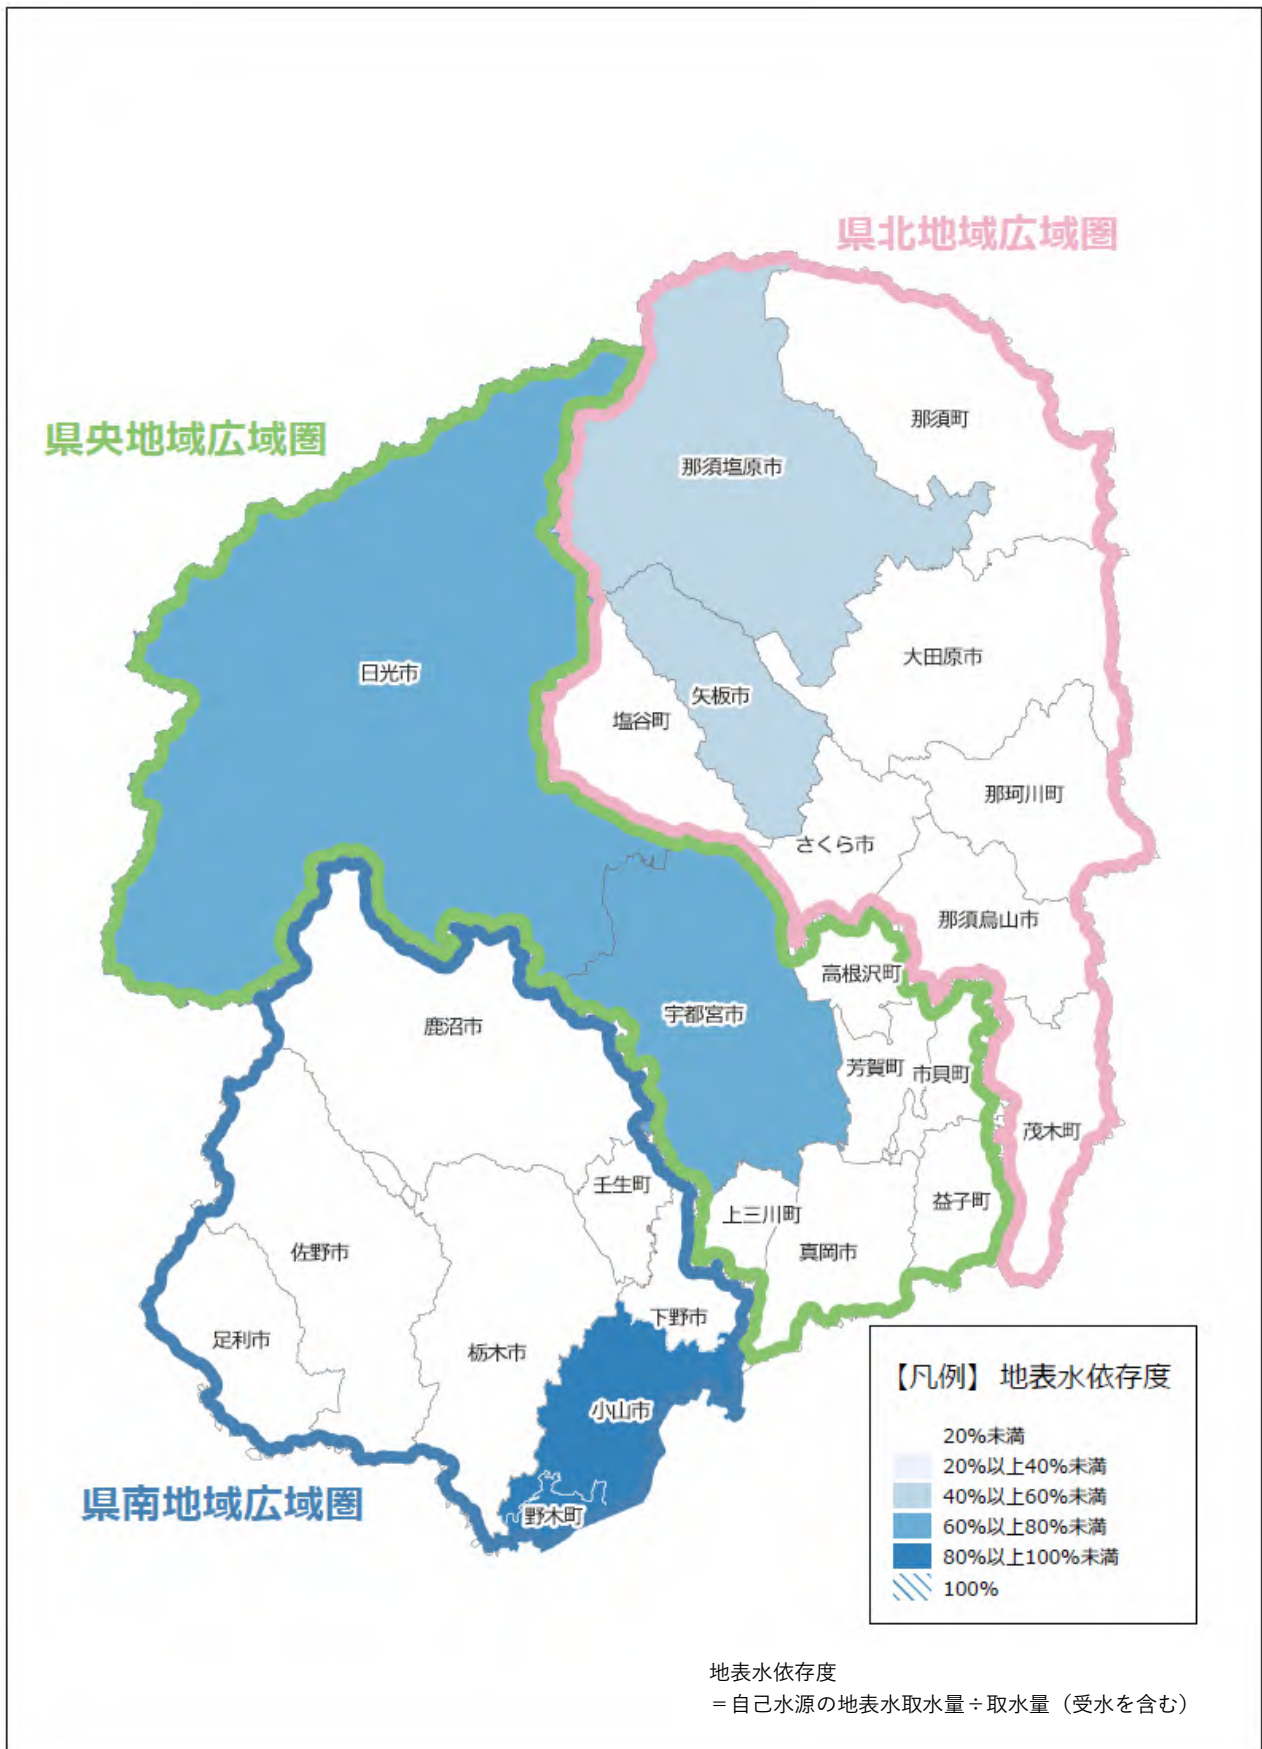 県北地域広域圏
県央地域広域圏
那須町
那須塩原市
大田原市
日光市
矢板市
塩谷町
那珂川町
さくら市
那須烏山市
高根沢町
宇都宮市
鹿沼市
芳賀町
市貝町
茂木町
壬生町
益子町
上三川町
真岡市
佐野市
下野市
足利市
栃木市
小山市
県南地域広域圏
野木町
【凡例】 地表水依存度
20%未満
20%以上40%未満
40%以上60%未満
60%以上80%未満
80%以上100%未満
100%
地表水依存度
＝自己水源の地表水取水量÷取水量（受水を含む）